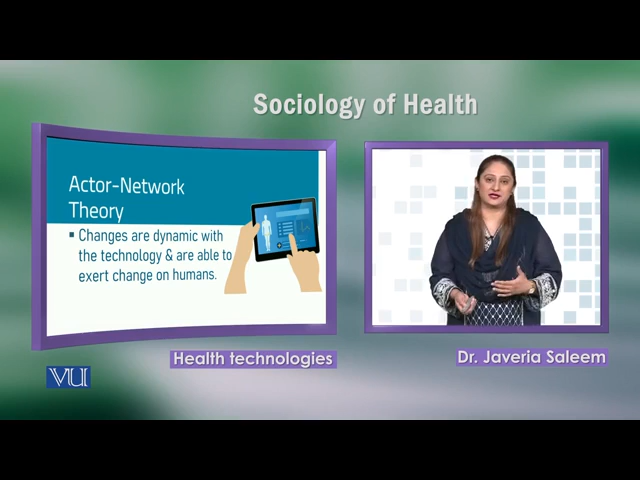 Sociology of Health
Actor-Network
Theory
▪ Changes are dynamic with
the technology & are able to
exert change on humans.
Health technologies
Dr. Javeria Saleem
VU